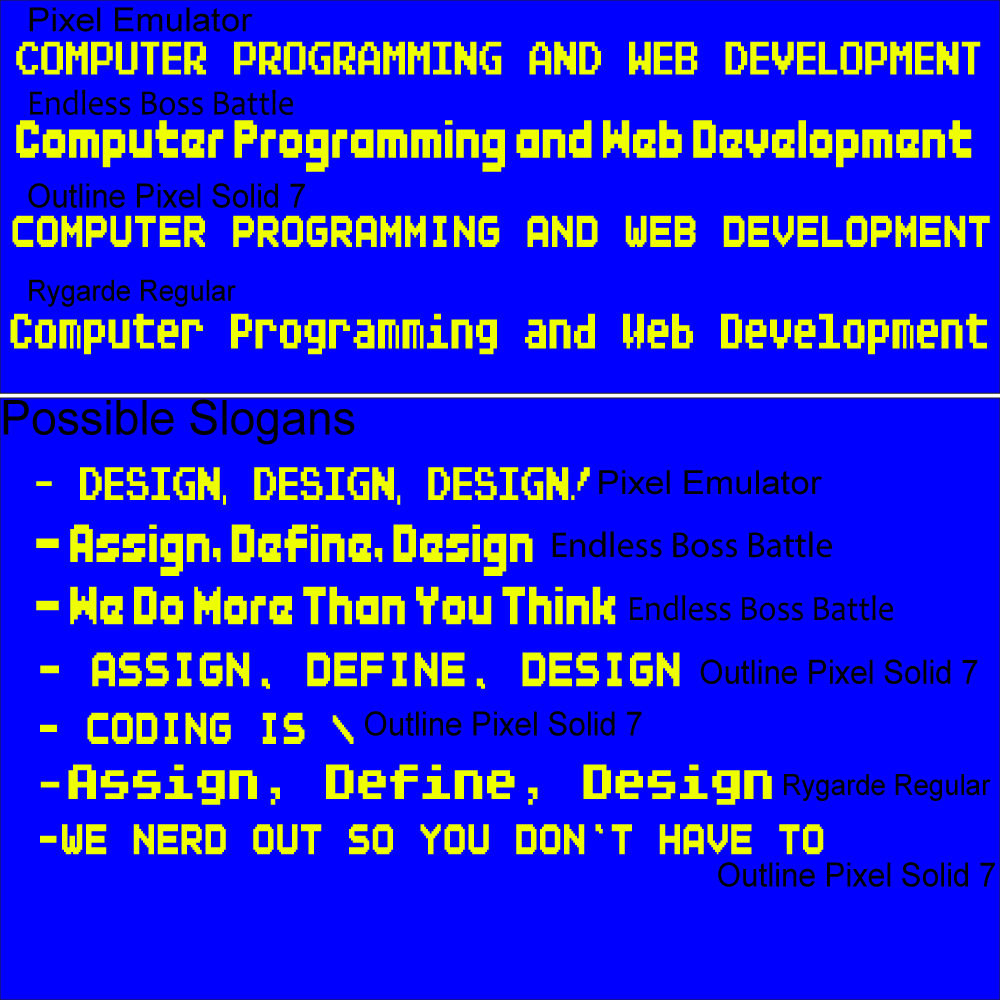 Pixel Emulator
COMPUTER PROGRAMMING AND WEB DEVELOPMENT
Endless Boss Battle
Computer Programming and Web Development
Outline Pixel Solid 7
COMPUTER PROGRAMMING AND WEB DEVELOPMENT
Rygarde Regular
Computer Programming and Web Development
Possible Slogans
- DESIGN, DESIGN, DESIGN! Pixel Emulator
- Assign, Define, Design Endless Boss Battle
- We Do More Than You Think Endless Boss Battle
- ASSIGN, DEFINE, DESIGN Outline Pixel Solid 7
- CODING IS \ Outline Pixel Solid 7
-Assign, Define, Design Rygarde Regular
-WE NERD OUT SO YOU DON'T HAVE TO
Outline Pixel Solid 7